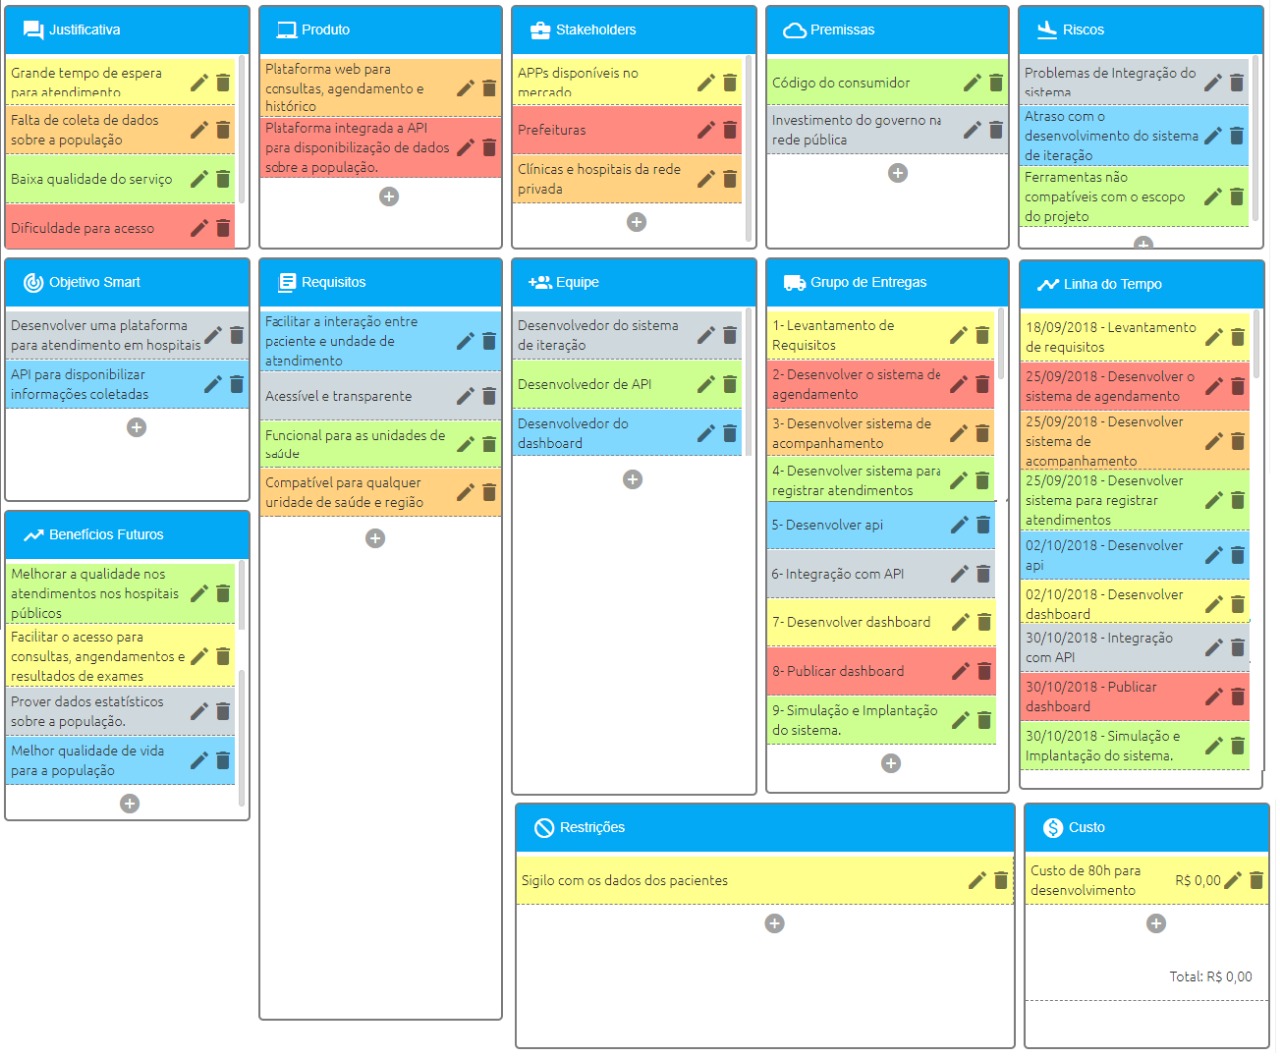 Justificativa
Grande tempo de espera
para atendimento
Falta de coleta de dados
sobre a população
Baixa qualidade do serviço
Dificuldade para acesso
Produto
Plataforma web para
consultas, agendamento e
histórico
Plataforma integrada a API
para disponibilização de dados
sobre a população.
Stakeholders
APPs disponíveis no
mercado
Prefeituras
Clínicas e hospitais da rede
privada
Premissas
Código do consumidor
Investimento do governo na
rede pública
Riscos
Problemas de Integração do
sistema
Atraso com o
desenvolvimento do sistema
de iteração
Ferramentas não
compatíveis com o escopo
do projeto
Objetivo Smart
Desenvolver uma plataforma
para atendimento em hospitais
API para disponibilizar
informações coletadas
Requisitos
Facilitar a interação entre
paciente e undade de
atendimento
Acessível e transparente
Funcional para as unidades de
saúde
Compatível para qualquer
unidade de saúde e região
Equipe
Desenvolvedor do sistema
de iteração
Desenvolvedor de API
Desenvolvedor do
dashboard
Grupo de Entregas
1- Levantamento de
Requisitos
2- Desenvolver o sistema de
agendamento
3- Desenvolver sistema de
acompanhamento
4- Desenvolver sistema para
registrar atendimentos
5- Desenvolver api
6- Integração com API
7- Desenvolver dashboard
8- Publicar dashboard
9- Simulação e Implantação
do sistema.
Linha do Tempo
18/09/2018 - Levantamento
de requisitos
25/09/2018 - Desenvolver o
sistema de agendamento
25/09/2018 - Desenvolver
sistema de
acompanhamento
25/09/2018 - Desenvolver
sistema para registrar
atendimentos
02/10/2018 - Desenvolver
api
02/10/2018 - Desenvolver
dashboard
30/10/2018 - Integração
com API
30/10/2018 - Publicar
dashboard
30/10/2018 - Simulação e
Implantação do sistema.
Benefícios Futuros
Melhorar a qualidade nos
atendimentos nos hospitais
públicos
Facilitar o acesso para
consultas, angendamentos e
resultados de exames
Prover dados estatísticos
sobre a população.
Melhor qualidade de vida
para a população
Restrições
Sigilo com os dados dos pacientes
Custo
Custo de 80h para
desenvolvimento
R$ 0,00
Total: R$ 0,00